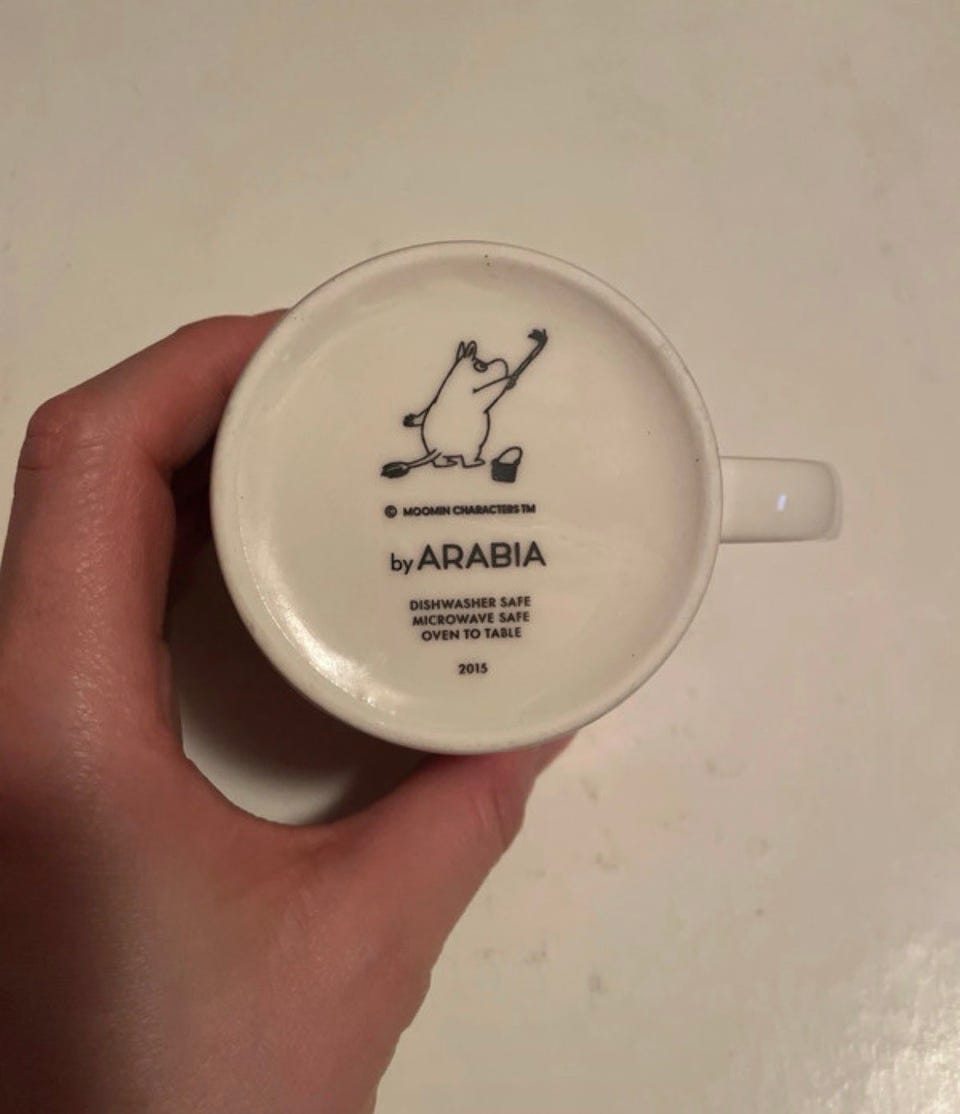 © MOOMIN CHARACTERS TM
by ARABIA
DISHWASHER SAFE
MICROWAVE SAFE
OVEN TO TABLE
2015